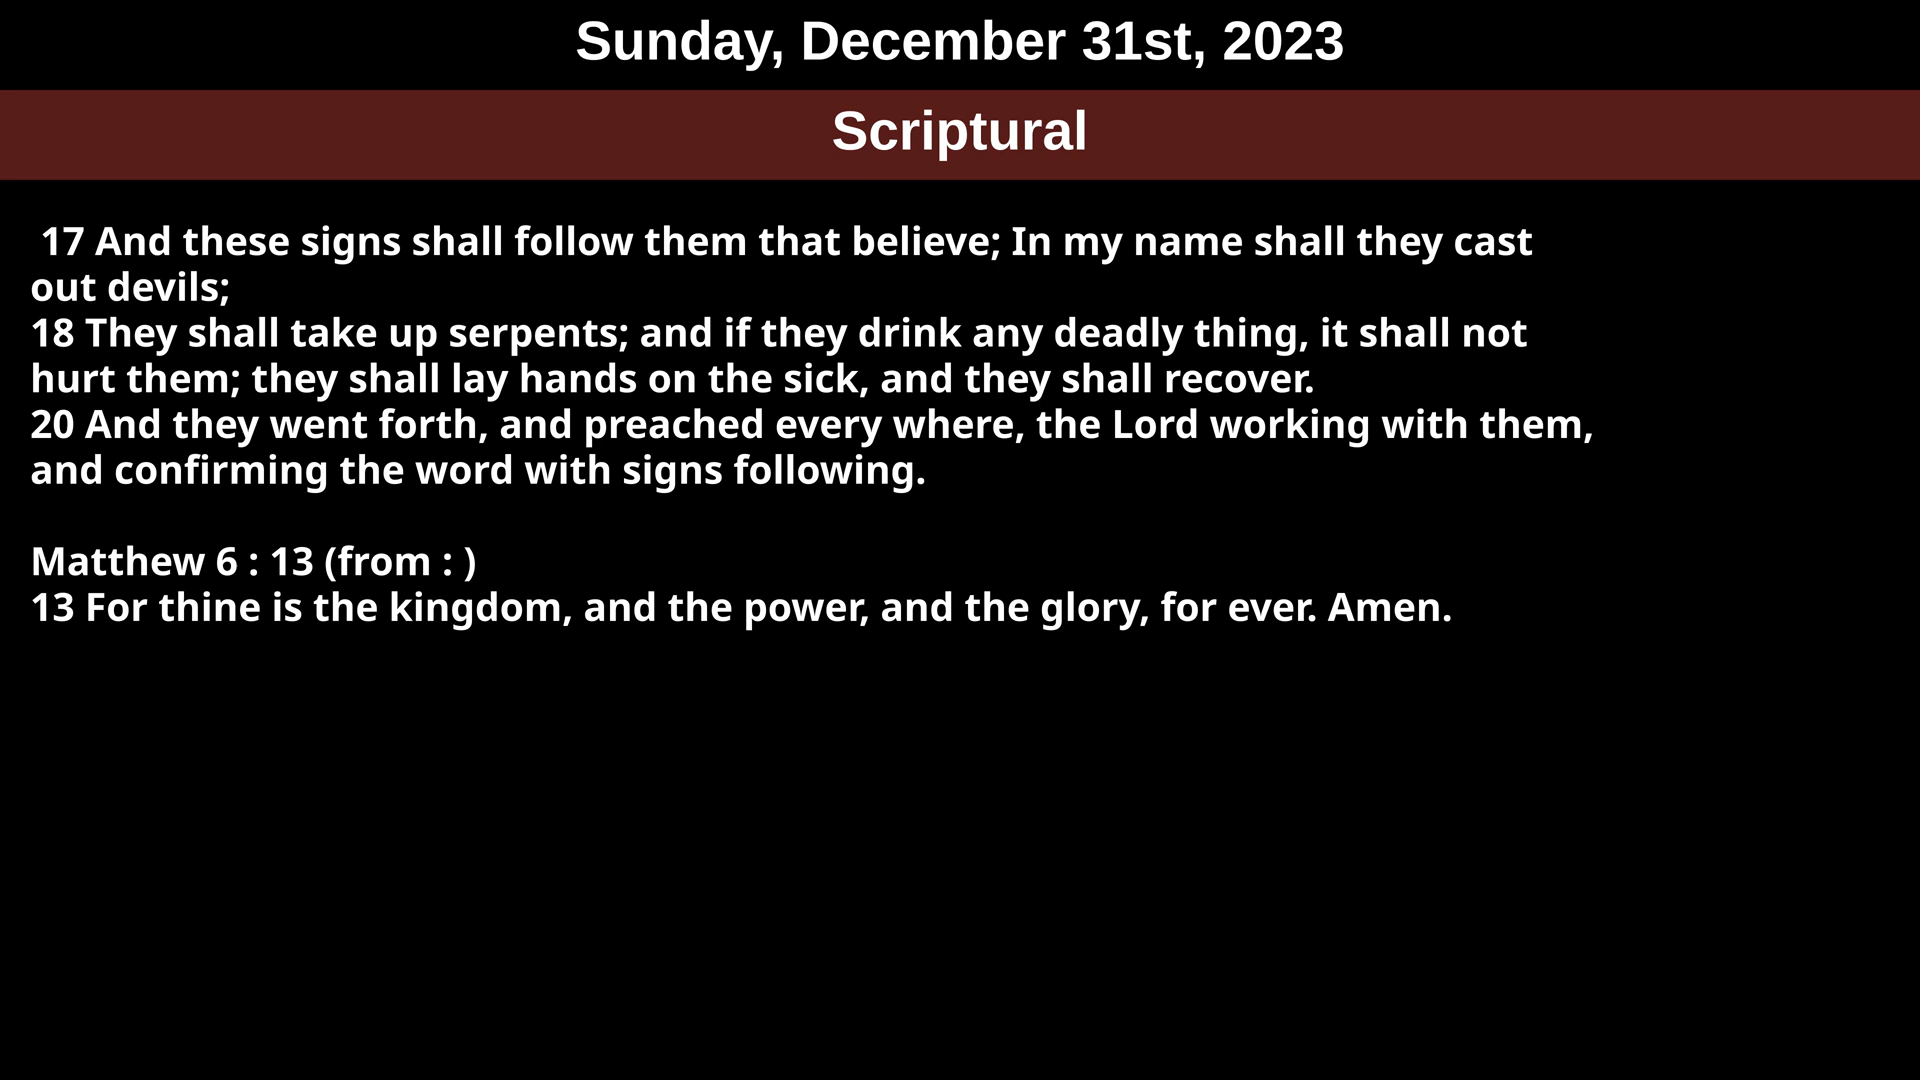 Sunday, December 31st, 2023
Scriptural
17 And these signs shall follow them that believe; In my name shall they cast
out devils;
18 They shall take up serpents; and if they drink any deadly thing, it shall not
hurt them; they shall lay hands on the sick, and they shall recover.
20 And they went forth, and preached every where, the Lord working with them,
and confirming the word with signs following.
Matthew 6 : 13 (from : )
13 For thine is the kingdom, and the power, and the glory, for ever. Amen.